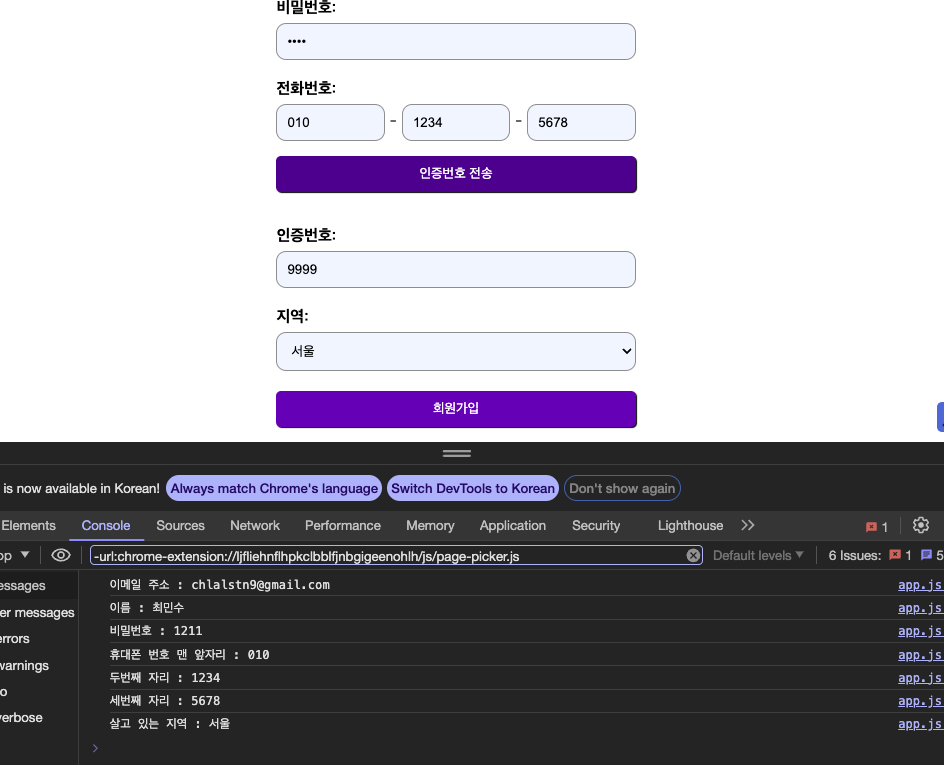 비밀번호:
••••
전화번호:
010 - 1234 - 5678
인증번호 전송
인증번호:
9999
지역:
서울
회원가입
is now available in Korean! Always match Chrome's language Switch DevTools to Korean Don't show again
Elements Console Sources Network Performance Memory Application Security Lighthouse >> 1
op -url:chrome-extension://ljfliehnflhpkclbblfjnbgigeenohlh/js/page-picker.js Default levels 6 Issues: 1 5
essages
er messages
errors
warnings
o
verbose
이메일 주소 : chlalstn9@gmail.com app.js
이름 : 최민수 app.js
비밀번호 : 1211 app.js
휴대폰 번호 맨 앞자리 : 010 app.js
두번째 자리 : 1234 app.js
세번째 자리 : 5678 app.js
살고 있는 지역 : 서울 app.js
>